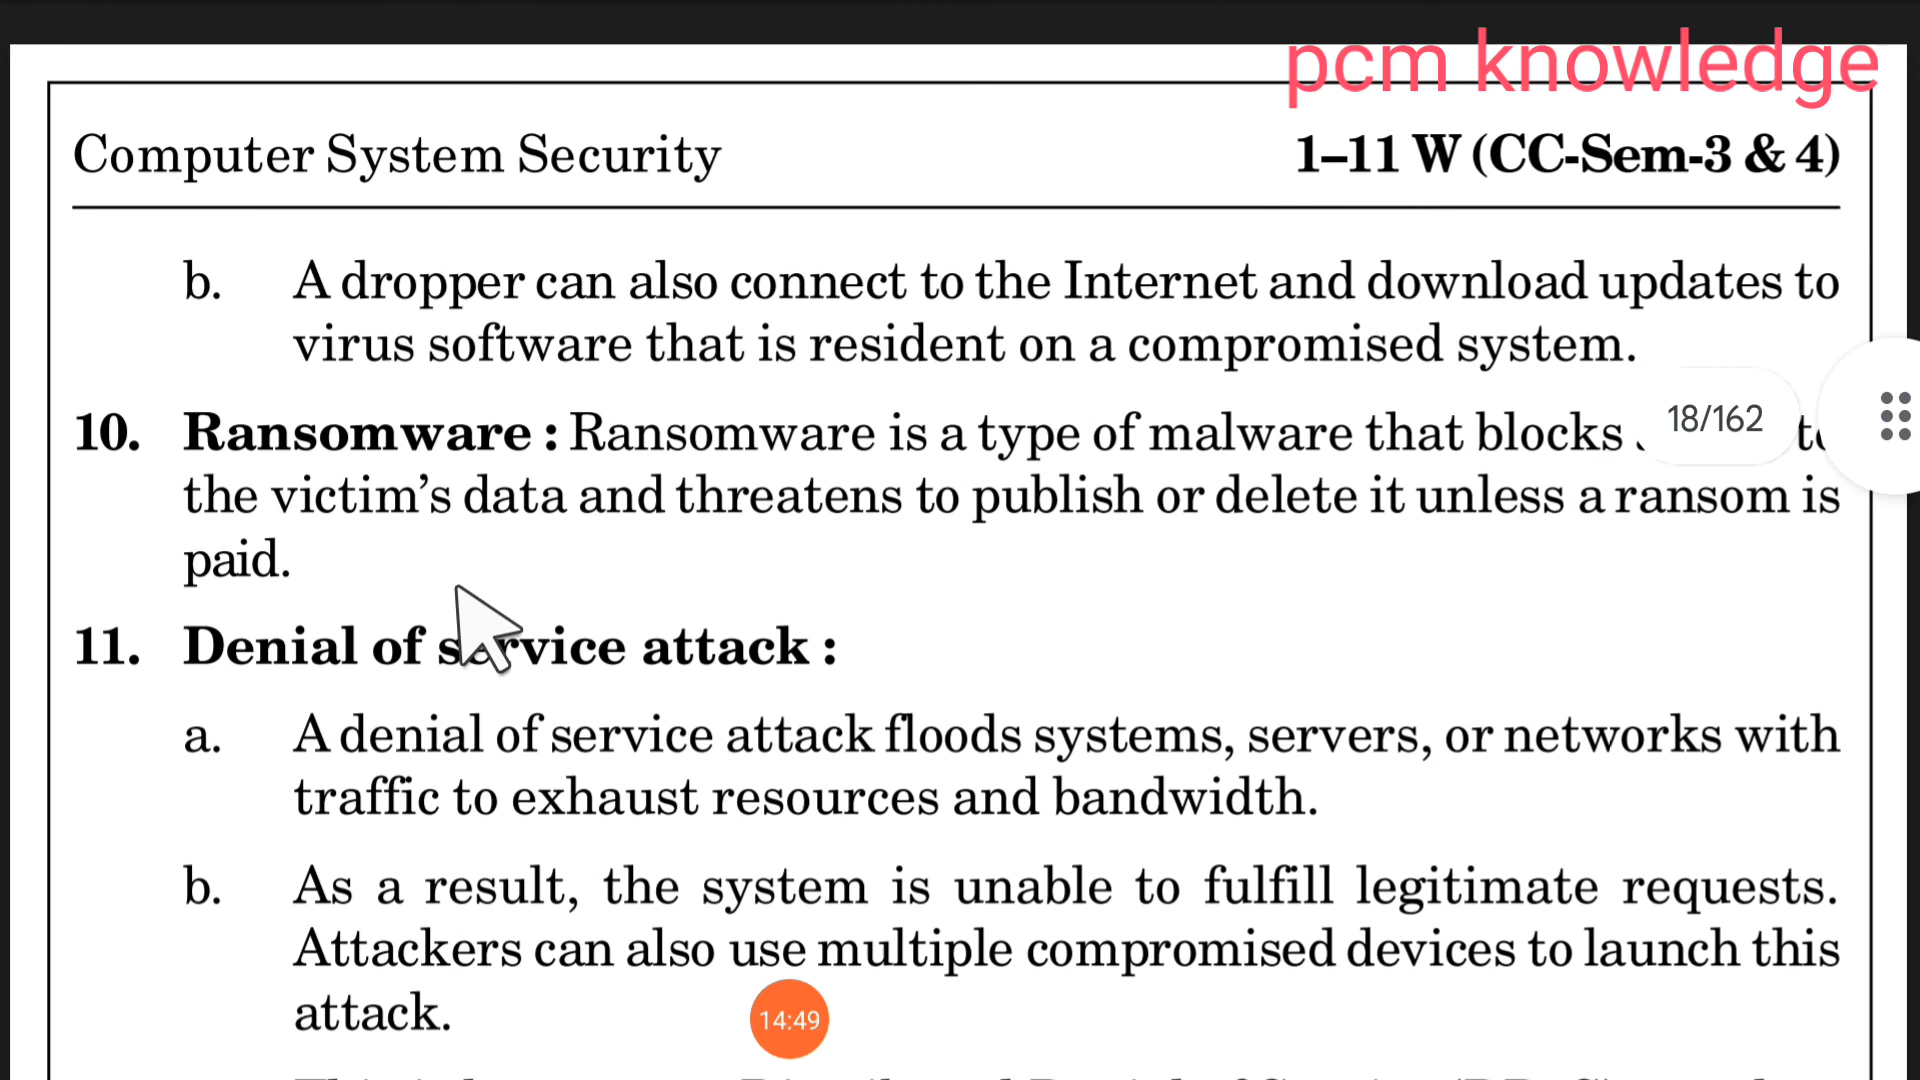 pcm knowledge
Computer System Security 1–11 W (CC-Sem-3 & 4)
b. A dropper can also connect to the Internet and download updates to
virus software that is resident on a compromised system.
10. Ransomware : Ransomware is a type of malware that blocks
18/162
the victim’s data and threatens to publish or delete it unless a ransom is
paid.
11. Denial of service attack :
a. A denial of service attack floods systems, servers, or networks with
traffic to exhaust resources and bandwidth.
b. As a result, the system is unable to fulfill legitimate requests.
Attackers can also use multiple compromised devices to launch this
attack.
14:49